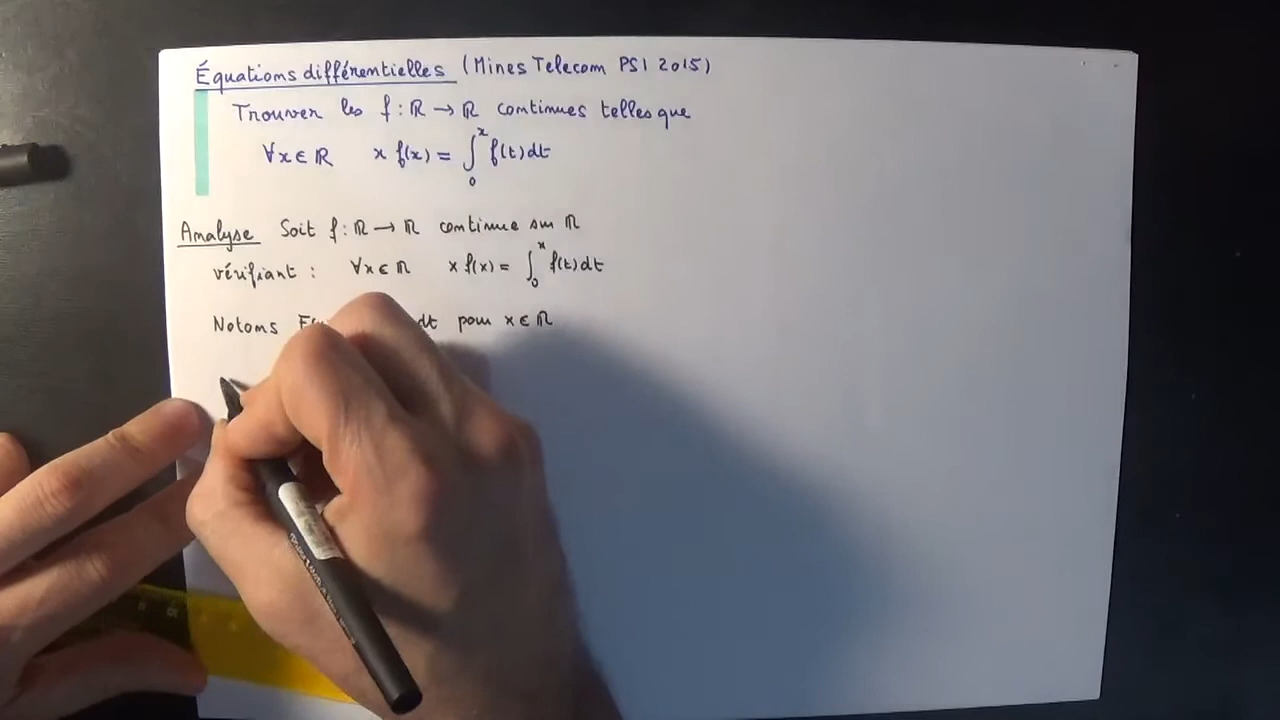 Équations différentielles (Mines Telecom PSI 2015)
Trouver les f : ℝ → ℝ continues telles que
∀x ∈ ℝ x f(x) = ∫₀ˣ f(t)dt
Analyse Soit f : ℝ → ℝ continue sur ℝ
vérifiant : ∀x ∈ ℝ x f(x) = ∫₀ˣ f(t)dt
Notons dt pour x ∈ ℝ